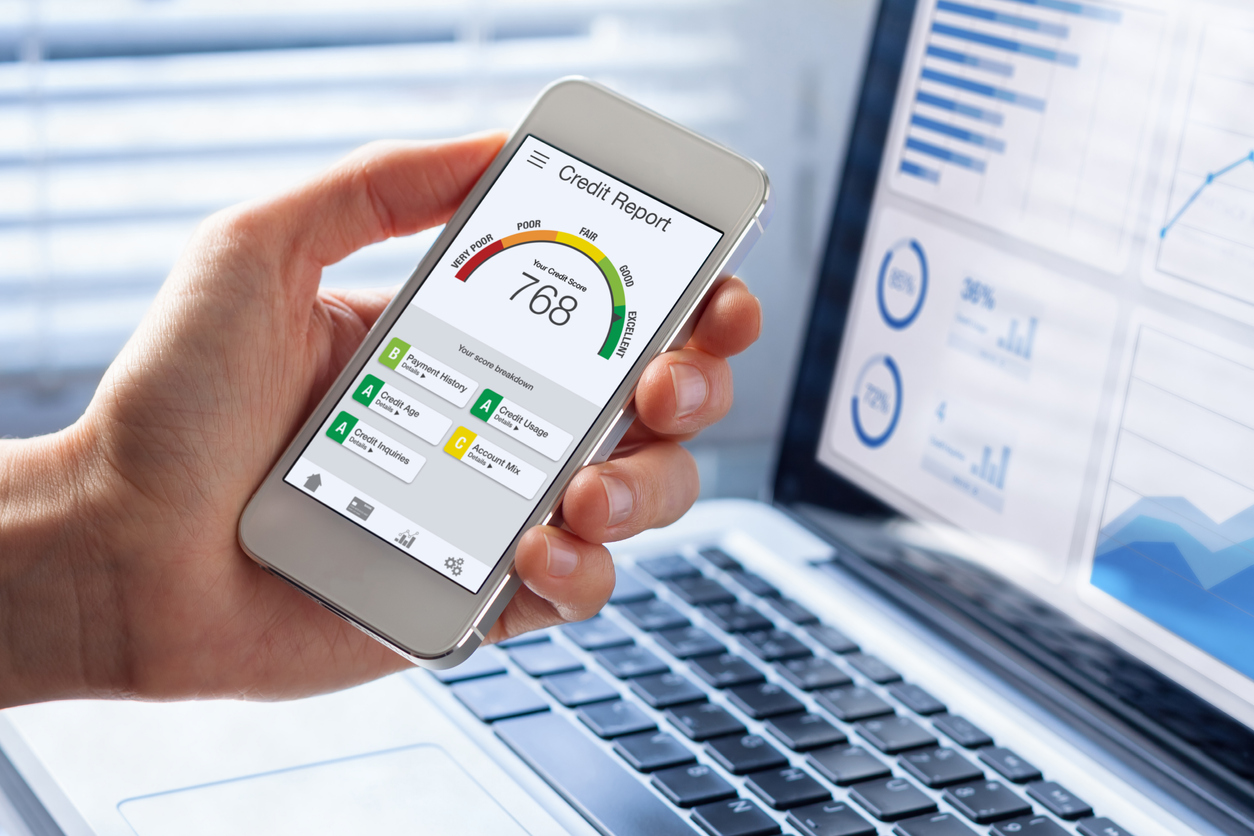 Credit Report
VERY POOR
POOR
FAIR
GOOD
EXCELLENT
Your Credit Score
768
Your score breakdown
B Payment History
Details ▶
A Credit Usage
Details ▶
A Credit Age
Details ▶
C Account Mix
Details ▶
A Credit Inquiries
Details ▶
36%
72%
4
N
H
J